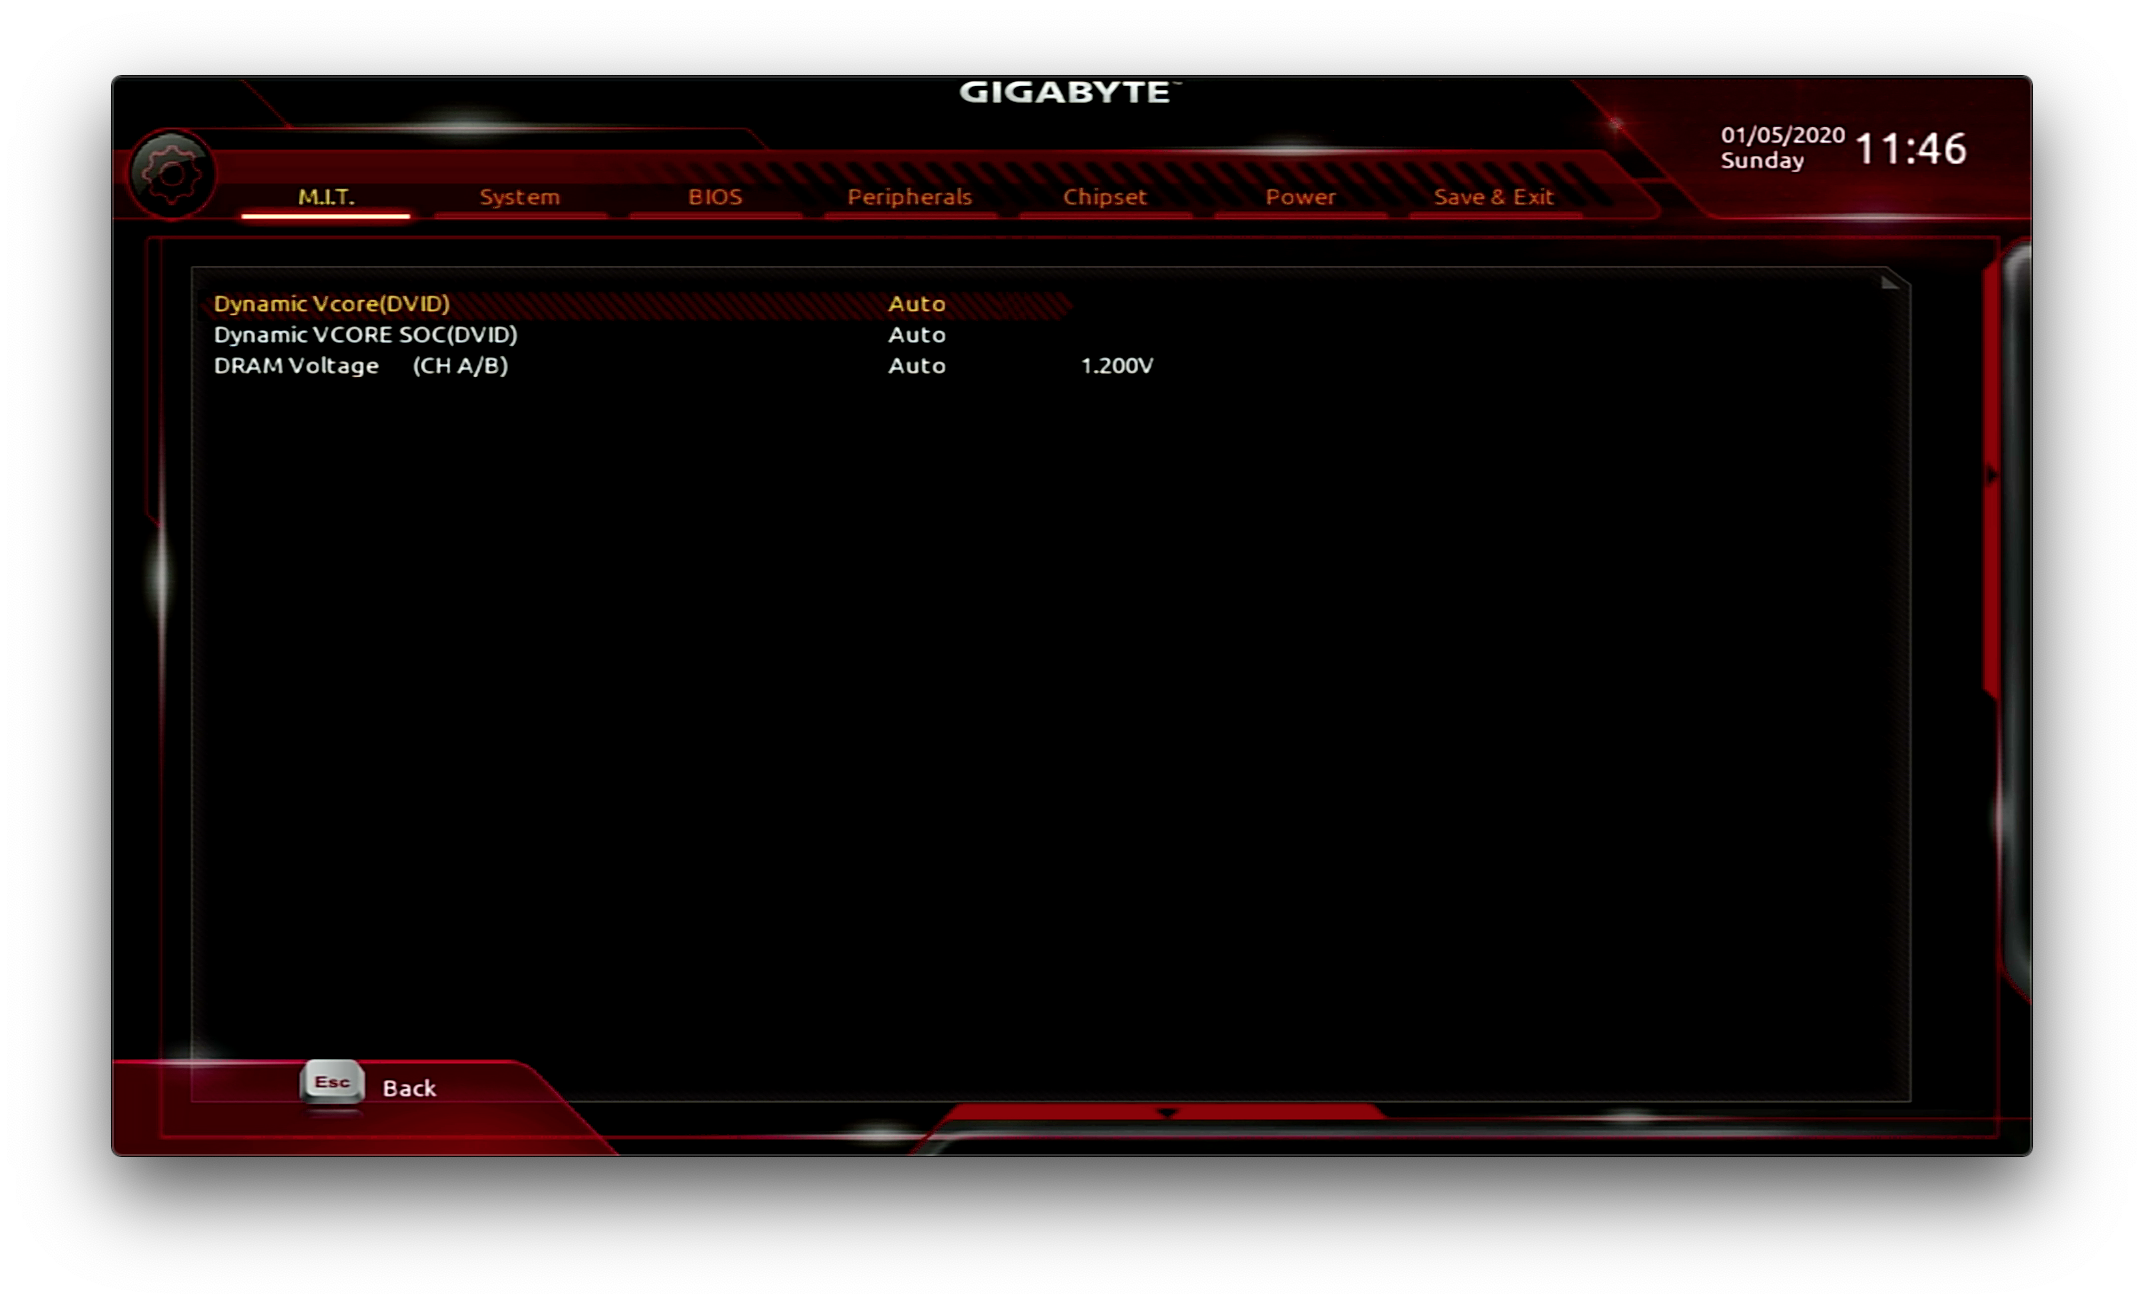 GIGABYTE™
01/05/2020
Sunday
11:46
M.I.T. System BIOS Peripherals Chipset Power Save & Exit
Dynamic Vcore(DVID) Auto
Dynamic VCORE SOC(DVID) Auto
DRAM Voltage (CH A/B) Auto 1.200V
Esc Back